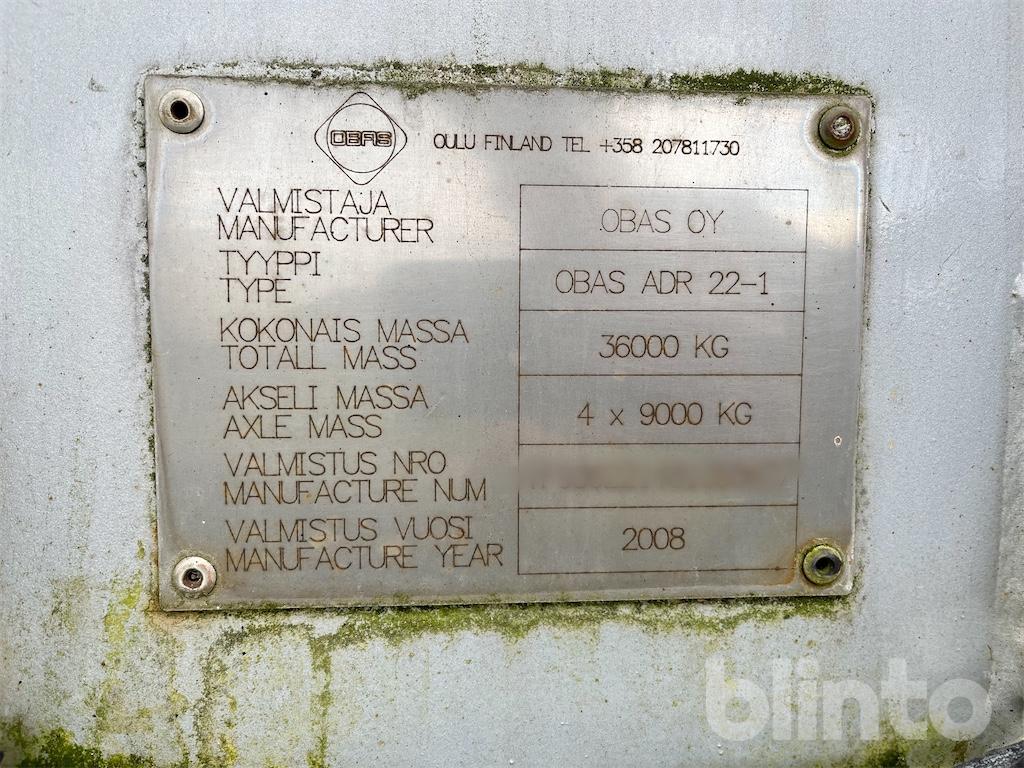 OBAS OULU FINLAND TEL +358 207811730
VALMISTAJA
MANUFACTURER
OBAS OY
TYYPPI
TYPE
OBAS ADR 22-1
KOKONAIS MASSA
TOTALL MASS
36000 KG
AKSELI MASSA
AXLE MASS
4 x 9000 KG
VALMISTUS NRO
MANUFACTURE NUM
VALMISTUS VUOSI
MANUFACTURE YEAR
2008
blinto